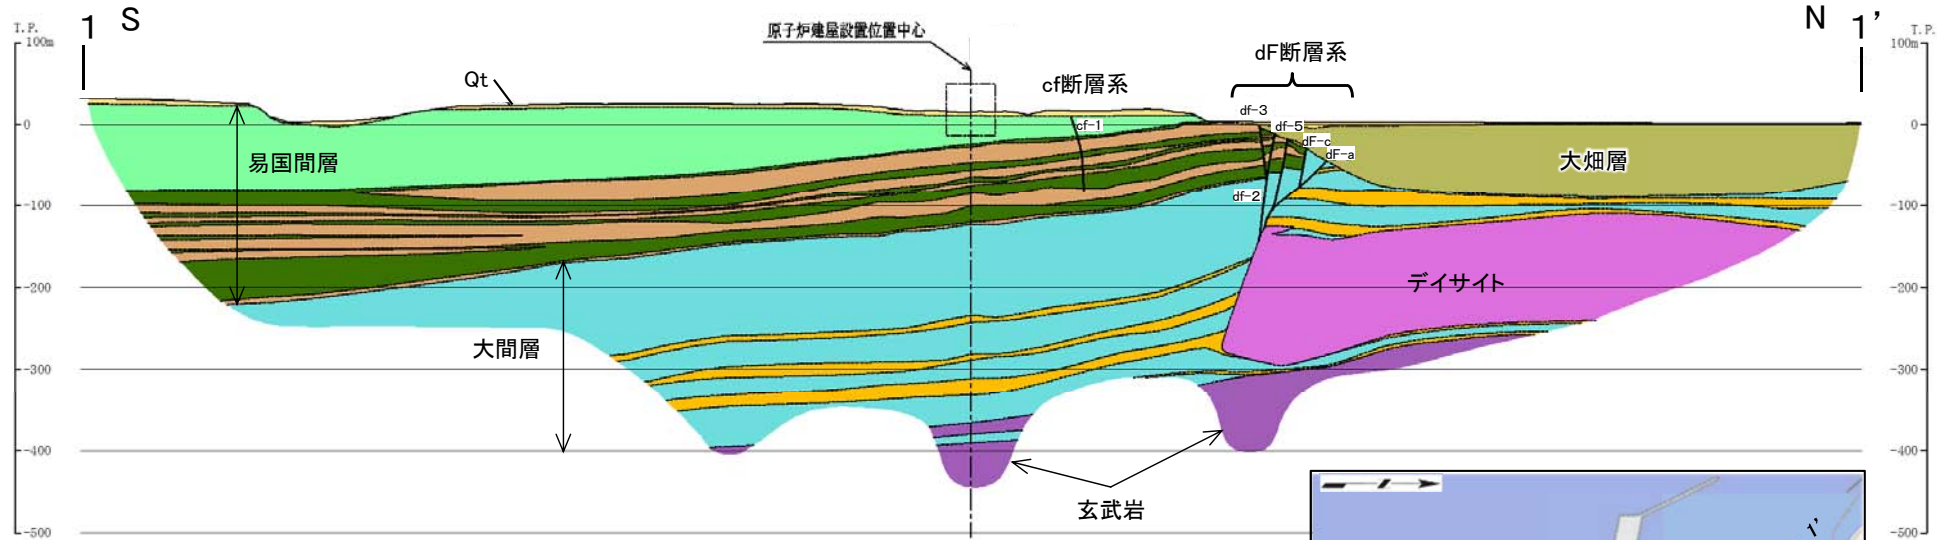 T.P.
1
S
N
1’
T.P.
100m
100m
原子炉建屋設置位置中心
dF断層系
Qt
cf断層系
df-3
cf-1
df-5
0
0
dF-c
dF-a
易国間層
大畑層
df-2
-100
-100
-200
-200
デイサイト
大間層
-300
-300
-400
-400
玄武岩
-500
-500
1’